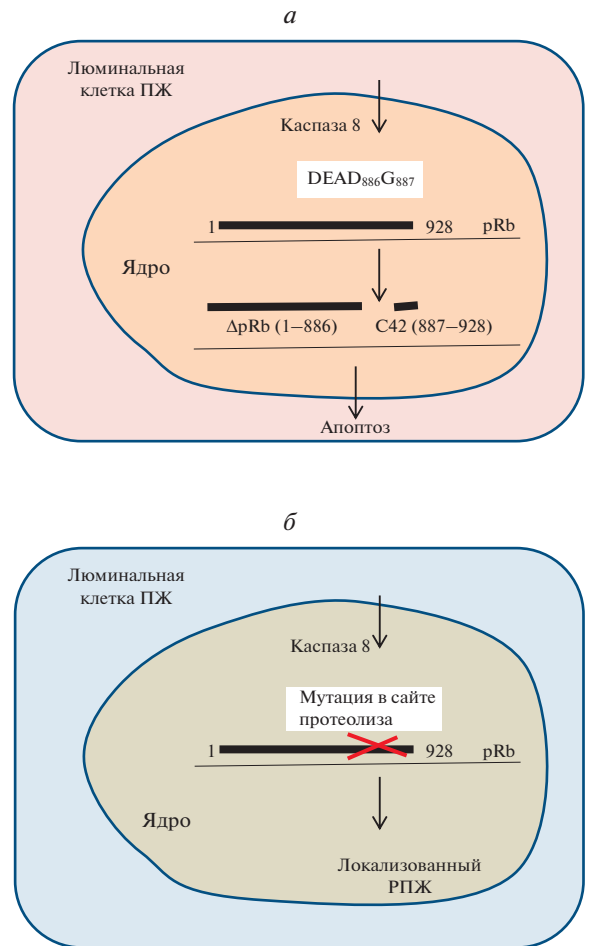 а
Люминальная
клетка ПЖ
Каспаза 8
DEAD₈₈₆G₈₈₇
1 928 pRb
Ядро
ΔpRb (1–886) C42 (887–928)
Апоптоз
б
Люминальная
клетка ПЖ
Каспаза 8
Мутация в сайте
протеолиза
1 928 pRb
Ядро
Локализованный
РПЖ